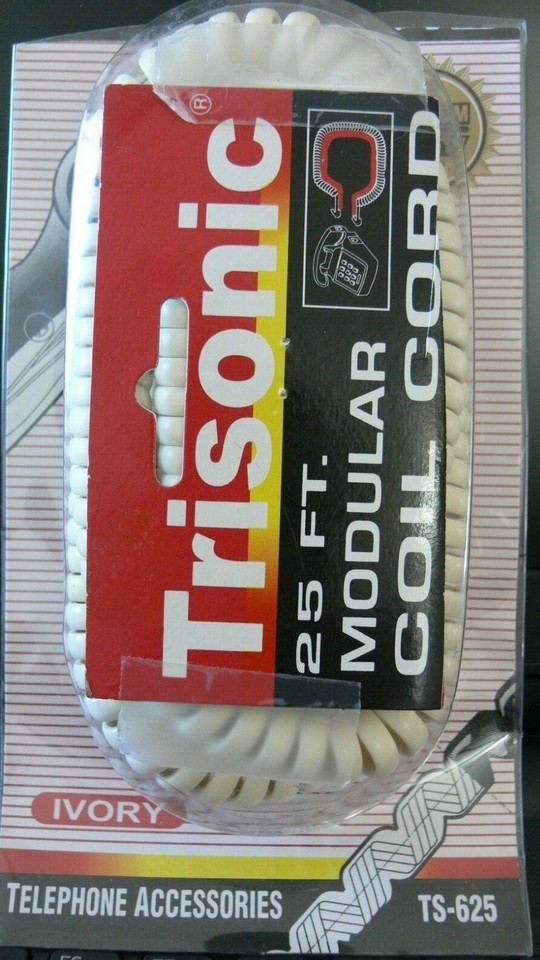 Trisonic®
25 FT.
MODULAR
COIL CORD
IVORY
TELEPHONE ACCESSORIES
TS-625